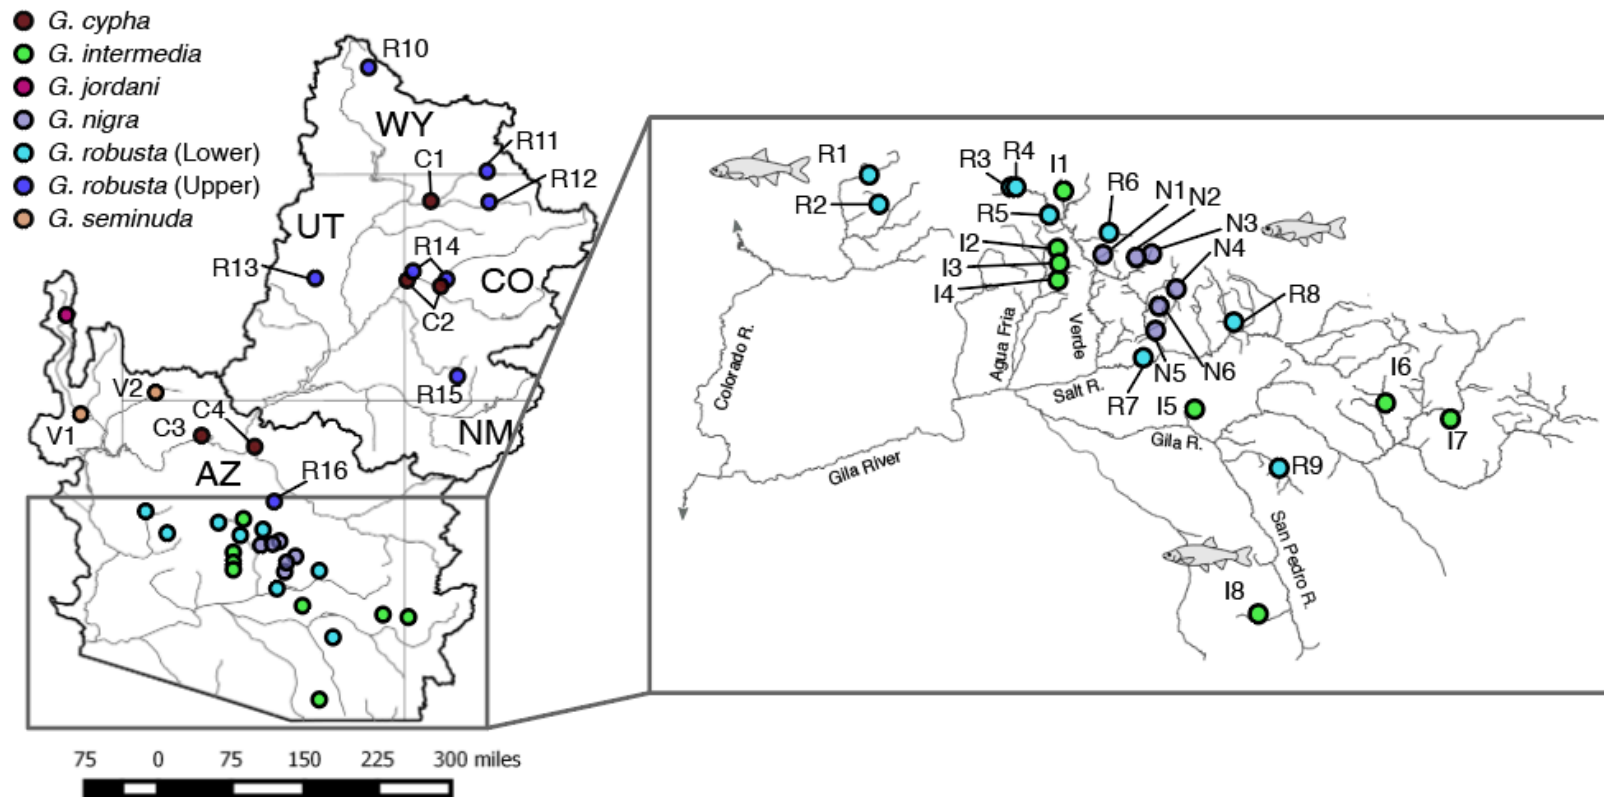 G. cypha
G. intermedia
G. jordani
G. nigra
G. robusta (Lower)
G. robusta (Upper)
G. seminuda
R10
WY
R11
C1
R12
UT
R14
R13
CO
C2
R15
V2
C4
V1
C3
NM
AZ
R16
75 0 75 150 225 300 miles
R1
R2
R3
R4
I1
R5
R6
N1
N2
N3
N4
I2
I3
I4
R8
Colorado R.
Agua Fria
Verde
Salt R.
R7
N5
N6
I5
I6
I7
Gila R.
Gila River
R9
San Pedro R.
I8